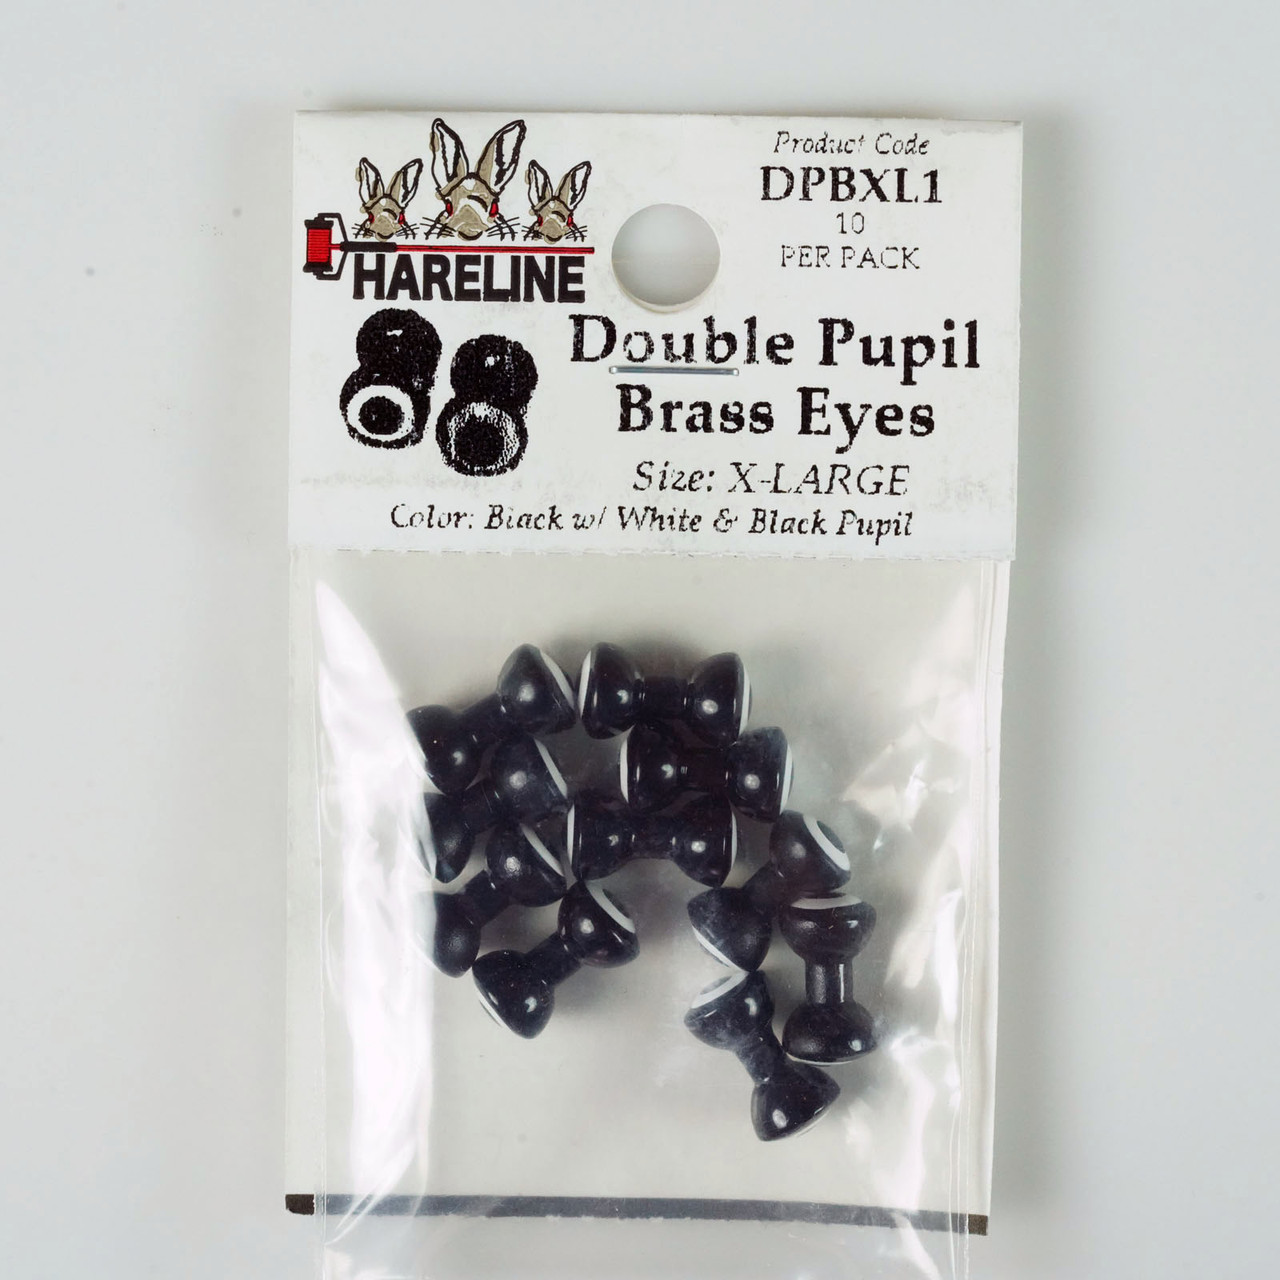 HARELINE
Product Code
DPBXL1
10
PER PACK
Double Pupil
Brass Eyes
Size: X-LARGE
Color: Black w/ White & Black Pupil